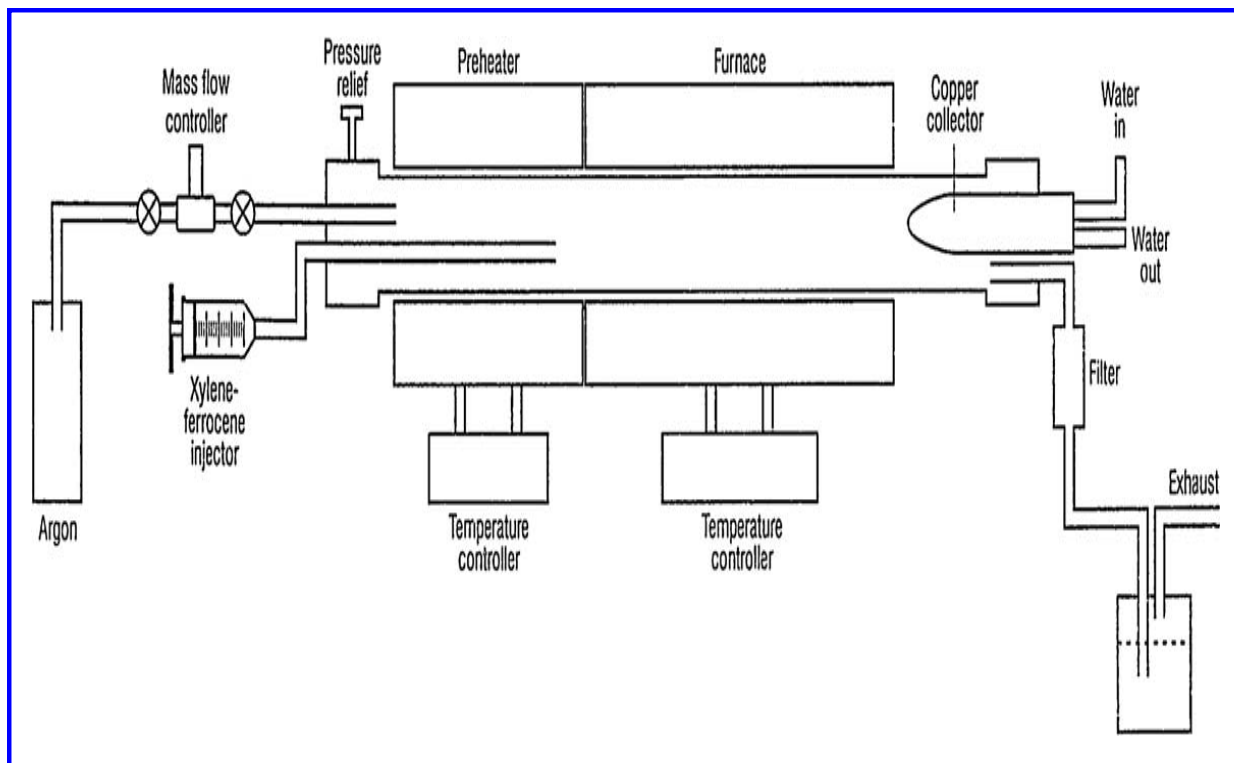 Pressure
relief
Preheater
Furnace
Mass flow
controller
Copper
collector
Water
in
Water
out
Xylene-
ferrocene
injector
Filter
Exhaust
Argon
Temperature
controller
Temperature
controller